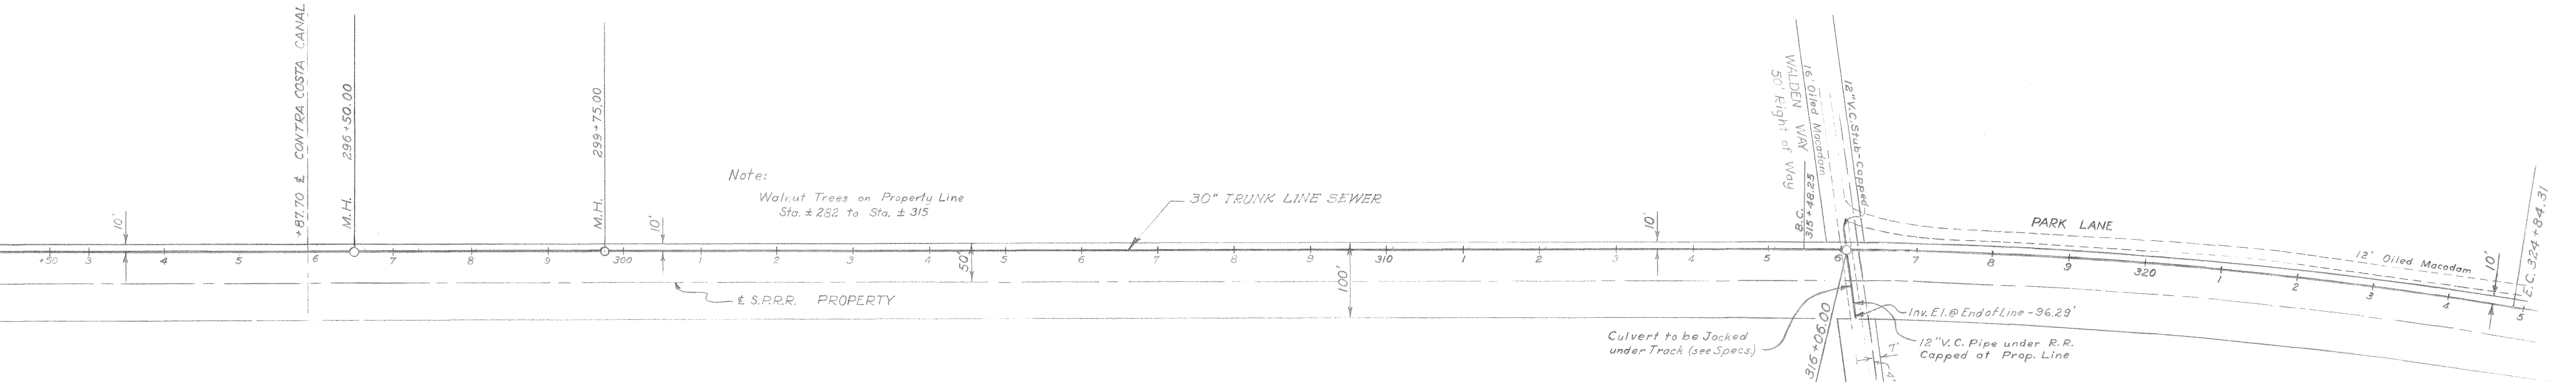 +87.70 ℄ CONTRA COSTA CANAL
M.H. 296+50.00
M.H. 299+75.00
10'
10'
Note:
Walnut Trees on Property Line
Sta. ± 282 to Sta. ± 315
30" TRUNK LINE SEWER
10'
WALDEN WAY
50' Right of Way
16' Oiled Macadam
12" V.C. Stub-Capped
B.C.
315+48.25
PARK LANE
12' Oiled Macadam
10'
E.C. 324+84.31
+50 3 4 5 6 7 8 9 300 1 2 3 4 5 6 7 8 9 310 1 2 3 4 5 6 7 8 9 320 1 2 3 4 5
50'
100'
℄ S.P.R.R. PROPERTY
316+06.00
Culvert to be Jacked
under Track (see Specs.)
Inv. El. @ End of Line - 96.29'
12" V.C. Pipe under R.R.
Capped at Prop. Line
7'
4'